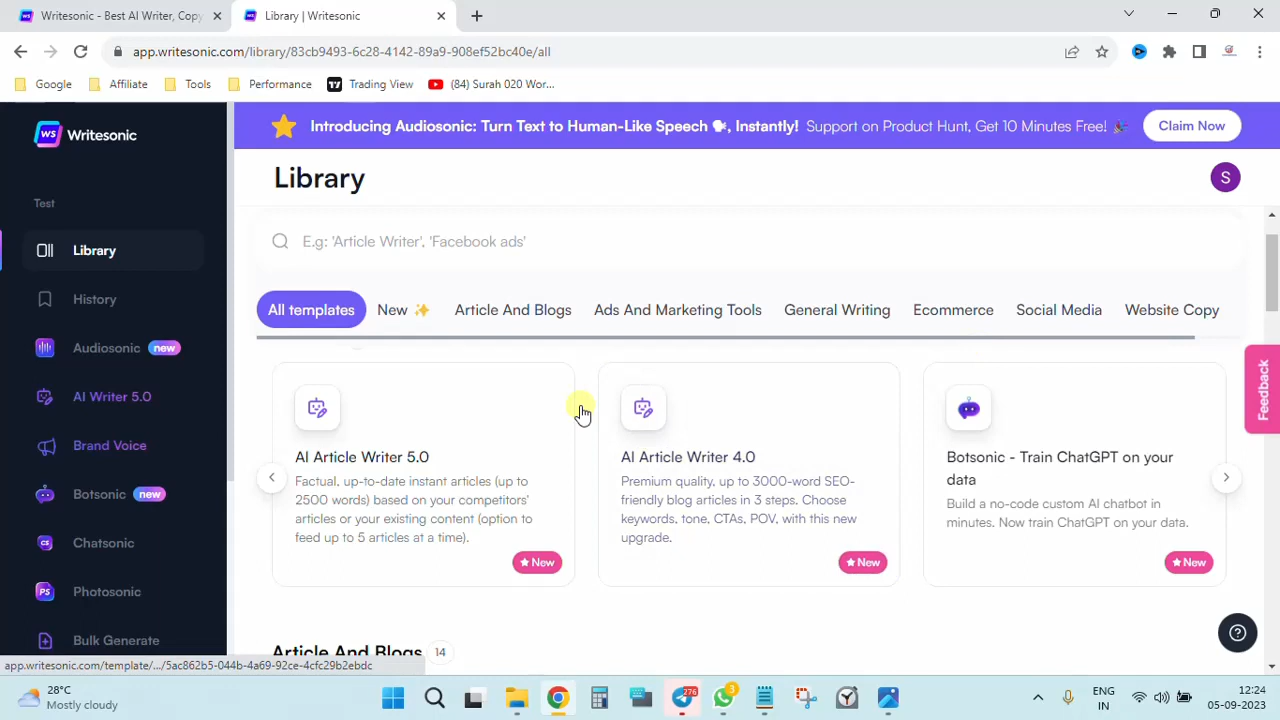 Writesonic - Best AI Writer, Copy
Library | Writesonic
app.writesonic.com/library/83cb9493-6c28-4142-89a9-908ef52bc40e/all
Google Affiliate Tools Performance Trading View (84) Surah 020 Wor...
WS Writesonic
Introducing Audiosonic: Turn Text to Human-Like Speech 🗣️, Instantly! Support on Product Hunt, Get 10 Minutes Free! 🎉 Claim Now
Library
S
Test
Library
History
Audiosonic new
AI Writer 5.0
Brand Voice
Botsonic new
CS Chatsonic
PS Photosonic
Bulk Generate
E.g: 'Article Writer', 'Facebook ads'
All templates New ✨ Article And Blogs Ads And Marketing Tools General Writing Ecommerce Social Media Website Copy
AI Article Writer 5.0
Factual, up-to-date instant articles (up to
2500 words) based on your competitors'
articles or your existing content (option to
feed up to 5 articles at a time).
New
AI Article Writer 4.0
Premium quality, up to 3000-word SEO-
friendly blog articles in 3 steps. Choose
keywords, tone, CTAs, POV, with this new
upgrade.
New
Botsonic - Train ChatGPT on your
data
Build a no-code custom AI chatbot in
minutes. Now train ChatGPT on your data.
New
Feedback
Article And Blogs 14
app.writesonic.com/template/.../5ac862b5-044b-4a69-92ce-4cfc29b2ebdc
28°C
Mostly cloudy
276
3
ENG
IN
12:24
05-09-2023